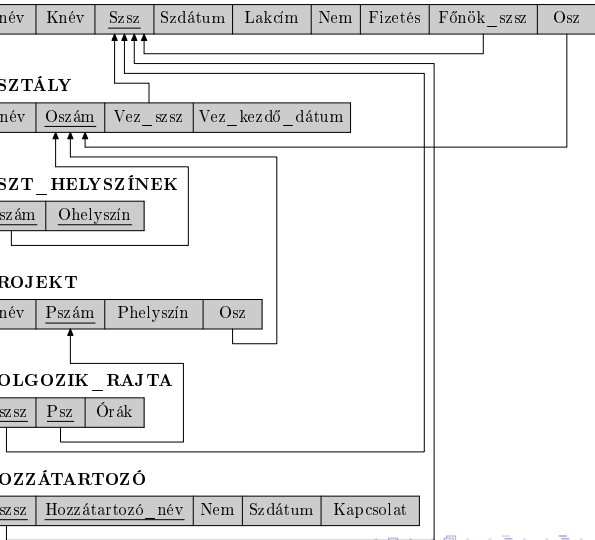 név Knév Szsz Szdátum Lakcím Nem Fizetés Főnök_szsz Osz
SZTÁLY
név Oszám Vez_szsz Vez_kezdő_dátum
SZT_HELYSZÍNEK
szám Ohelyszín
ROJEKT
név Pszám Phelyszín Osz
OLGOZIK_RAJTA
szsz Psz Órák
OZZÁTARTOZÓ
szsz Hozzátartozó_név Nem Szdátum Kapcsolat